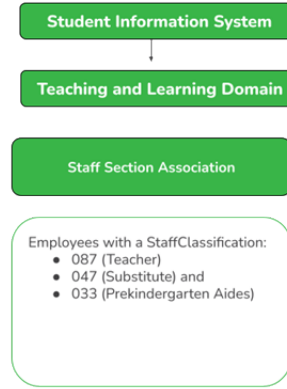 Student Information System
Teaching and Learning Domain
Staff Section Association
Employees with a StaffClassification:
● 087 (Teacher)
● 047 (Substitute) and
● 033 (Prekindergarten Aides)